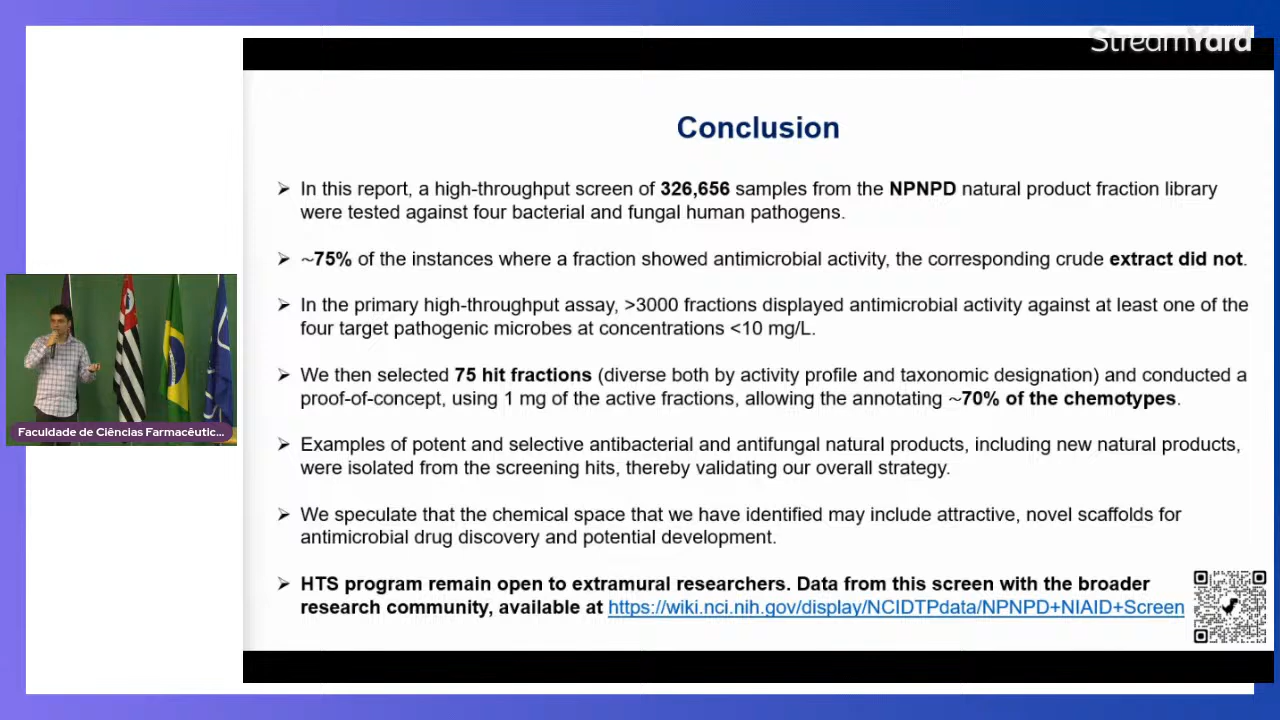 StreamYard
Conclusion
➢ In this report, a high-throughput screen of 326,656 samples from the NPNPD natural product fraction library
were tested against four bacterial and fungal human pathogens.
➢ ~75% of the instances where a fraction showed antimicrobial activity, the corresponding crude extract did not.
➢ In the primary high-throughput assay, >3000 fractions displayed antimicrobial activity against at least one of the
four target pathogenic microbes at concentrations <10 mg/L.
➢ We then selected 75 hit fractions (diverse both by activity profile and taxonomic designation) and conducted a
proof-of-concept, using 1 mg of the active fractions, allowing the annotating ~70% of the chemotypes.
➢ Examples of potent and selective antibacterial and antifungal natural products, including new natural products,
were isolated from the screening hits, thereby validating our overall strategy.
➢ We speculate that the chemical space that we have identified may include attractive, novel scaffolds for
antimicrobial drug discovery and potential development.
➢ HTS program remain open to extramural researchers. Data from this screen with the broader
research community, available at https://wiki.nci.nih.gov/display/NCIDTPdata/NPNPD+NIAID+Screen
Faculdade de Ciências Farmacêutic...